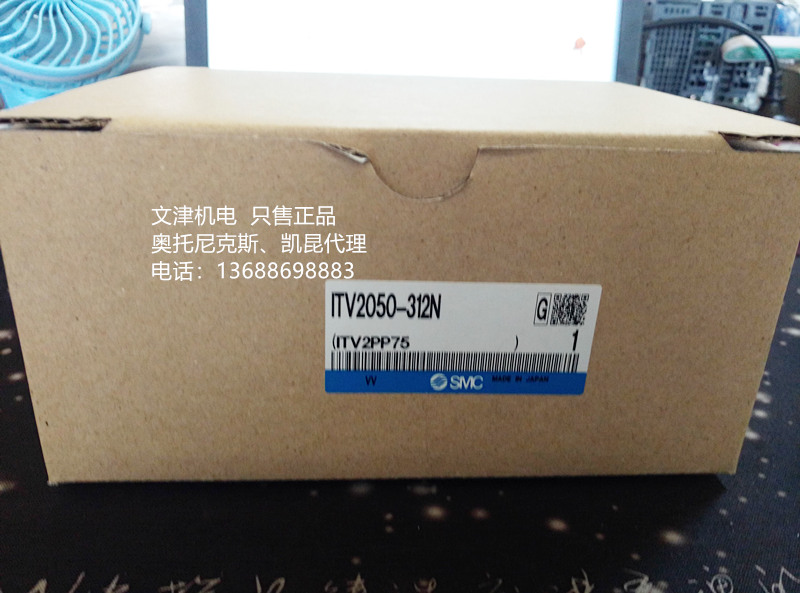 文津机电 只售正品
奥托尼克斯、凯昆代理
电话：13688698883
ITV2050-312N
G
(ITV2PP75 )
1
VV
SMC
MADE IN JAPAN